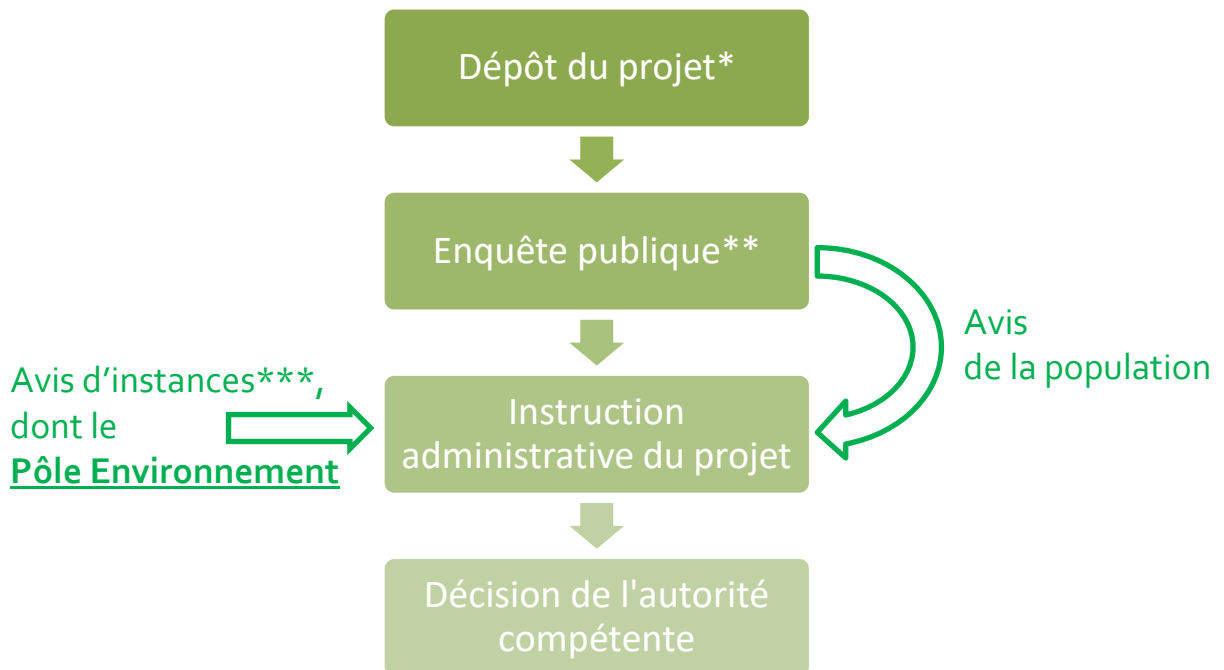 Dépôt du projet*
Enquête publique**
Avis
de la population
Avis d’instances***,
dont le
Pôle Environnement
Instruction
administrative du projet
Décision de l'autorité
compétente